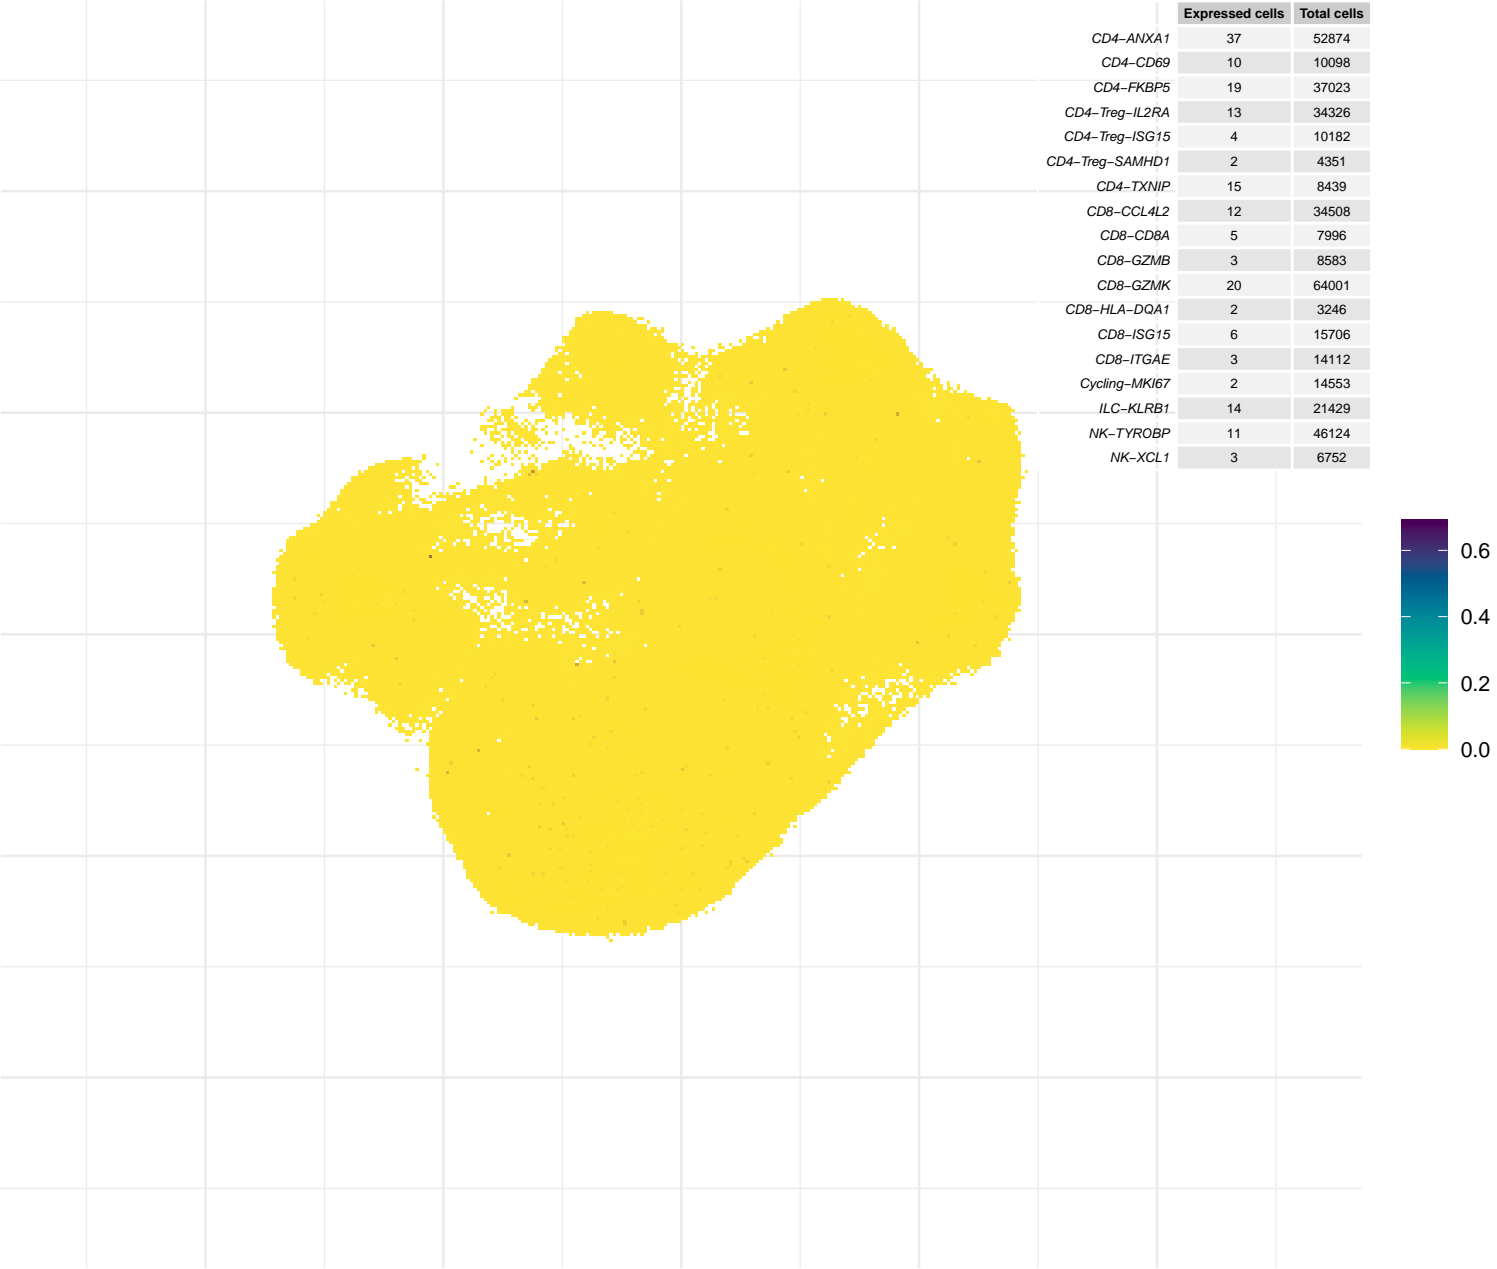 Expressed cells Total cells
CD4−ANXA1 37 52874
CD4−CD69 10 10098
CD4−FKBP5 19 37023
CD4−Treg−IL2RA 13 34326
CD4−Treg−ISG15 4 10182
CD4−Treg−SAMHD1 2 4351
CD4−TXNIP 15 8439
CD8−CCL4L2 12 34508
CD8−CD8A 5 7996
CD8−GZMB 3 8583
CD8−GZMK 20 64001
CD8−HLA−DQA1 2 3246
CD8−ISG15 6 15706
CD8−ITGAE 3 14112
Cycling−MKI67 2 14553
ILC−KLRB1 14 21429
NK−TYROBP 11 46124
NK−XCL1 3 6752
0.6
0.4
0.2
0.0